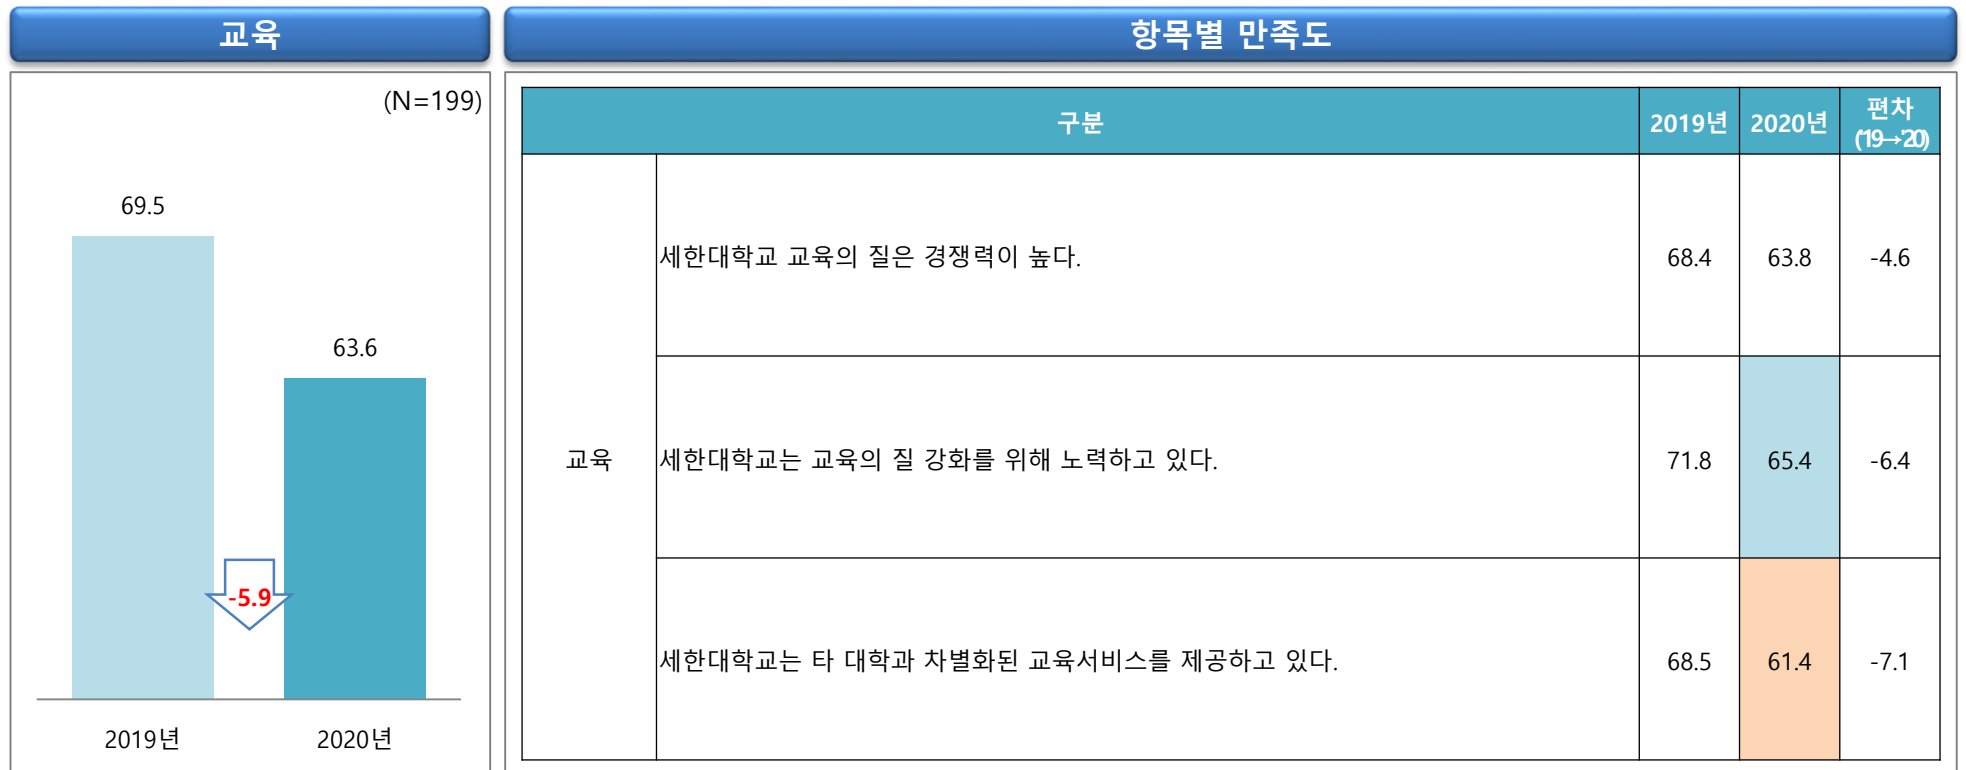 교육
(N=199)
69.5
63.6
-5.9
2019년 2020년
항목별 만족도
구분 2019년 2020년 편차
('19→'20)
교육
세한대학교 교육의 질은 경쟁력이 높다. 68.4 63.8 -4.6
세한대학교는 교육의 질 강화를 위해 노력하고 있다. 71.8 65.4 -6.4
세한대학교는 타 대학과 차별화된 교육서비스를 제공하고 있다. 68.5 61.4 -7.1